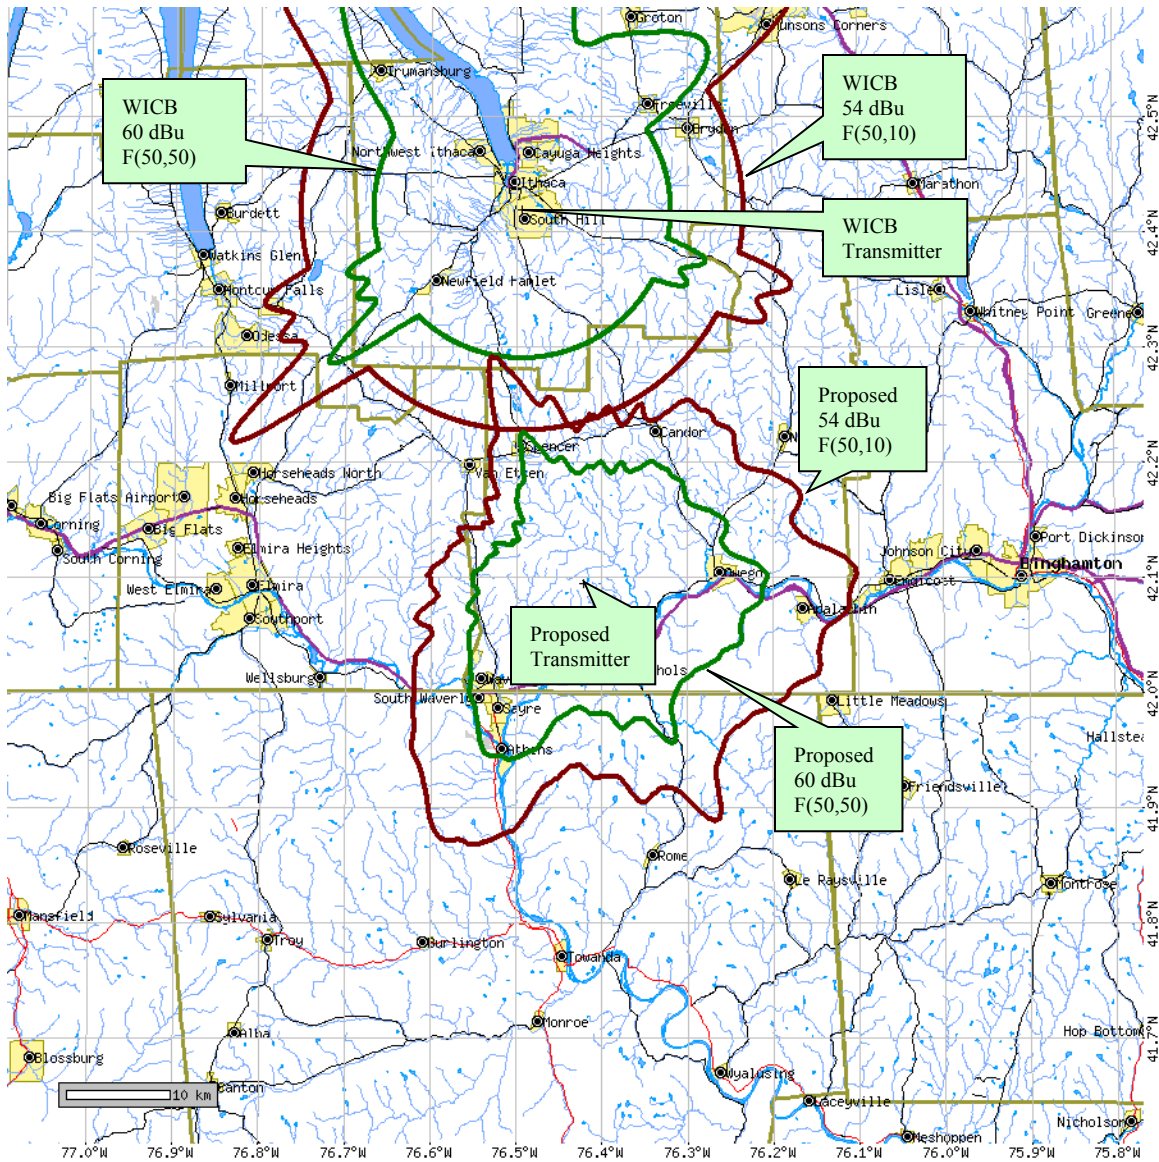 Groton
unsons Corners
Trumansburg
WICB
60 dBu
F(50,50)
WICB
54 dBu
F(50,10)
42.5°N
Northwest Ithaca
Cayuga Heights
Ithaca
Marathon
Burdett
South Hill
WICB
Transmitter
42.4°N
Watkins Glen
Newfield Hamlet
Montour Falls
Lisle
Whitney Point
Greene
Odessa
42.3°N
Millport
Proposed
54 dBu
F(50,10)
Candor
N
Spencer
Van Etten
42.2°N
Horseheads North
Big Flats Airport
Horseheads
Corning
Big Flats
South Corning
Elmira Heights
Johnson City
Port Dickinson
Binghamton
West Elmira
Elmira
Owego
Endicott
42.1°N
Southport
Apalachin
Proposed
Transmitter
Wellsburg
Wav
hols
South Waverly
Sayre
Little Meadows
42.0°N
Athins
Hallstea
Proposed
60 dBu
F(50,50)
Friendsville
41.9°N
Roseville
Rome
Le Raysville
Montrose
Mansfield
Sylvania
41.8°N
Troy
Burlington
Towanda
Monroe
Alba
Hop Bottom
41.7°N
Blossburg
Wyalusing
Canton
10 km
Laceyville
Nicholson
Meshoppen
77.0°W
76.9°W
76.8°W
76.7°W
76.6°W
76.5°W
76.4°W
76.3°W
76.2°W
76.1°W
76.0°W
75.9°W
75.8°W